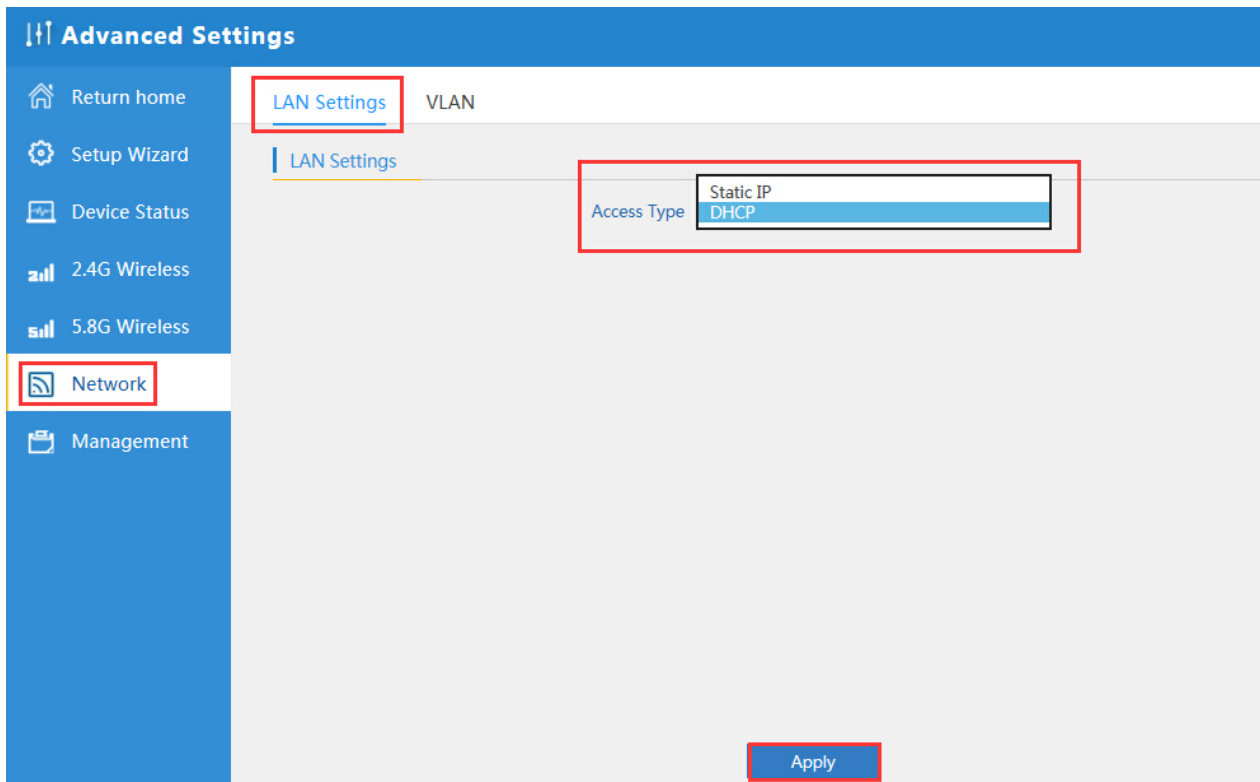 Advanced Settings
Return home
Setup Wizard
Device Status
2.4G Wireless
5.8G Wireless
Network
Management
LAN Settings
VLAN
LAN Settings
Access Type
Static IP
DHCP
Apply